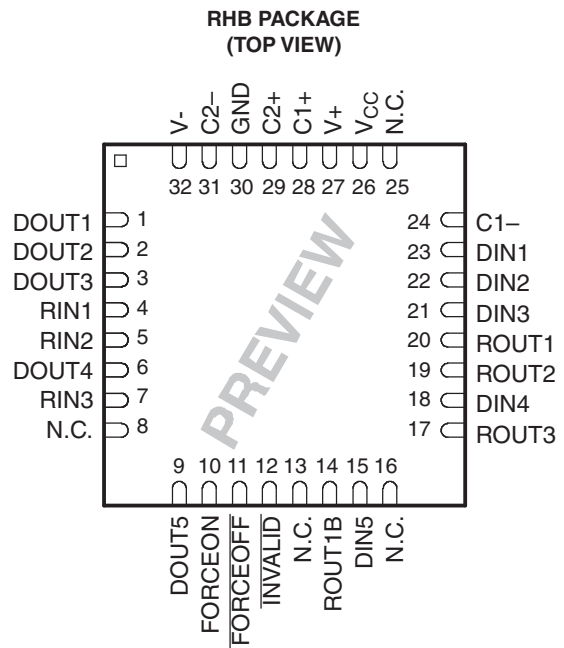 RHB PACKAGE
(TOP VIEW)
V-
C2–
GND
C2+
C1+
V+
VCC
N.C.
32 31 30 29 28 27 26 25
DOUT1 1
DOUT2 2
DOUT3 3
RIN1 4
RIN2 5
DOUT4 6
RIN3 7
N.C. 8
24 C1–
23 DIN1
22 DIN2
21 DIN3
20 ROUT1
19 ROUT2
18 DIN4
17 ROUT3
PREVIEW
9 10 11 12 13 14 15 16
DOUT5
FORCEON
FORCEOFF
INVALID
N.C.
ROUT1B
DIN5
N.C.